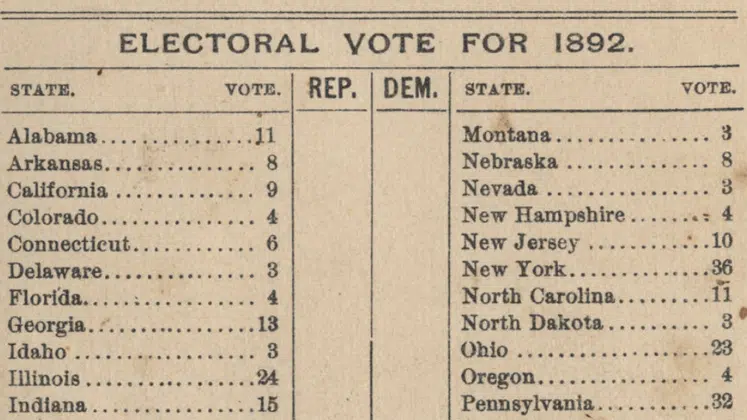 ELECTORAL VOTE FOR 1892.
STATE. VOTE. REP. DEM. STATE. VOTE.
Alabama 11 Montana 3
Arkansas 8 Nebraska 8
California 9 Nevada 3
Colorado 4 New Hampshire 4
Connecticut 6 New Jersey 10
Delaware 3 New York 36
Florida 4 North Carolina 11
Georgia 13 North Dakota 3
Idaho 3 Ohio 23
Illinois 24 Oregon 4
Indiana 15 Pennsylvania 32